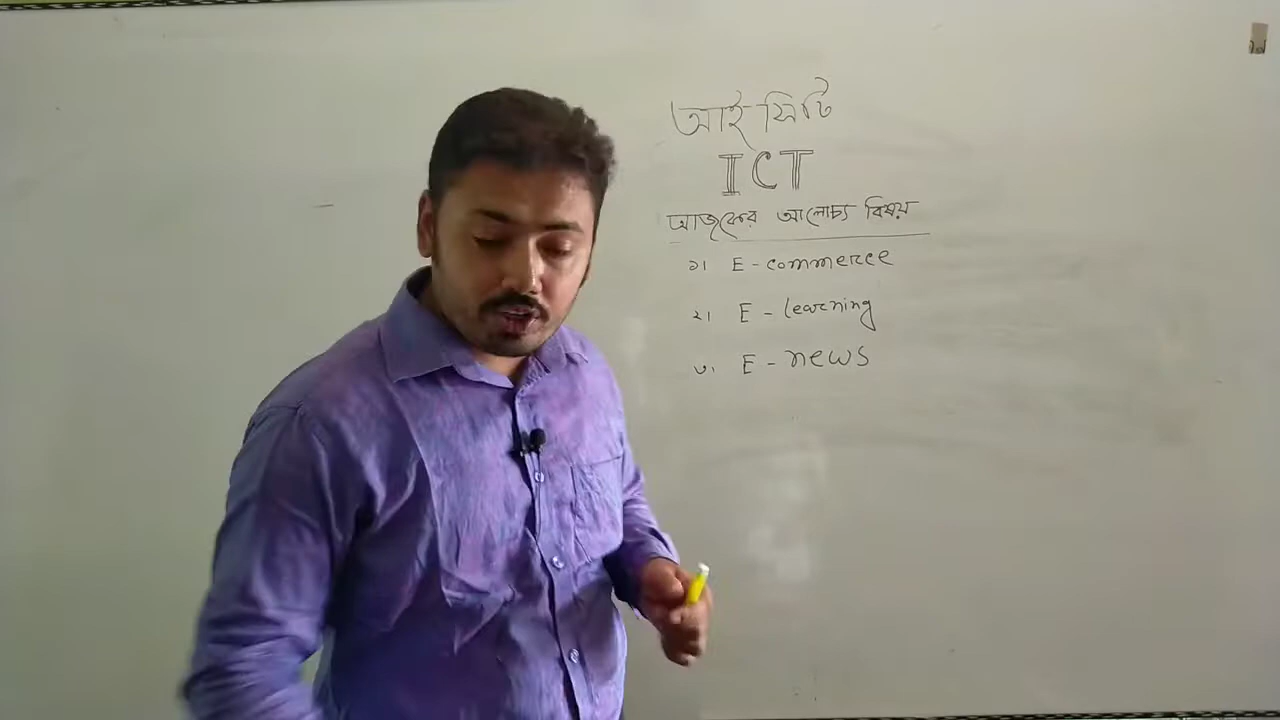 আই সিটি
ICT
আজকের আলোচ্য বিষয়
১। E - commerce
২। E - learning
৩। E - news